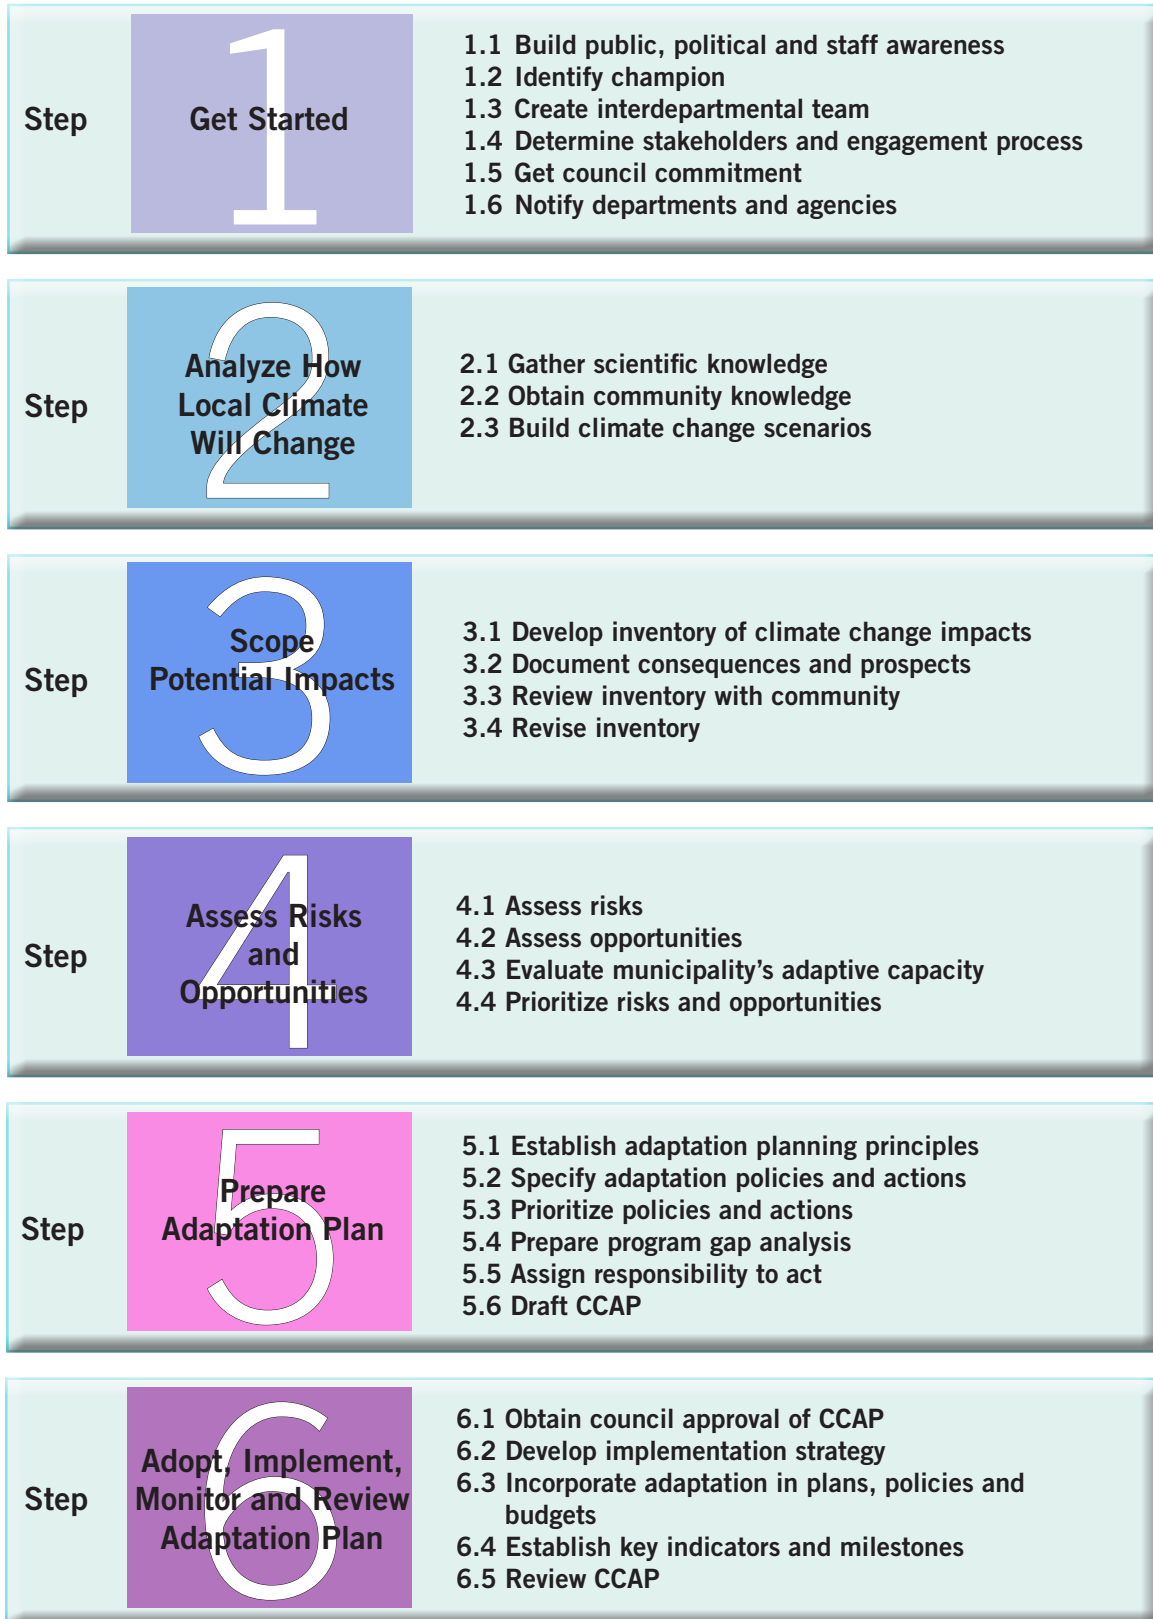 Step
1
Get Started
1.1 Build public, political and staff awareness
1.2 Identify champion
1.3 Create interdepartmental team
1.4 Determine stakeholders and engagement process
1.5 Get council commitment
1.6 Notify departments and agencies
Step
2
Analyze How
Local Climate
Will Change
2.1 Gather scientific knowledge
2.2 Obtain community knowledge
2.3 Build climate change scenarios
Step
3
Scope
Potential Impacts
3.1 Develop inventory of climate change impacts
3.2 Document consequences and prospects
3.3 Review inventory with community
3.4 Revise inventory
Step
4
Assess Risks
and
Opportunities
4.1 Assess risks
4.2 Assess opportunities
4.3 Evaluate municipality’s adaptive capacity
4.4 Prioritize risks and opportunities
Step
5
Prepare
Adaptation Plan
5.1 Establish adaptation planning principles
5.2 Specify adaptation policies and actions
5.3 Prioritize policies and actions
5.4 Prepare program gap analysis
5.5 Assign responsibility to act
5.6 Draft CCAP
Step
6
Adopt, Implement,
Monitor and Review
Adaptation Plan
6.1 Obtain council approval of CCAP
6.2 Develop implementation strategy
6.3 Incorporate adaptation in plans, policies and
budgets
6.4 Establish key indicators and milestones
6.5 Review CCAP